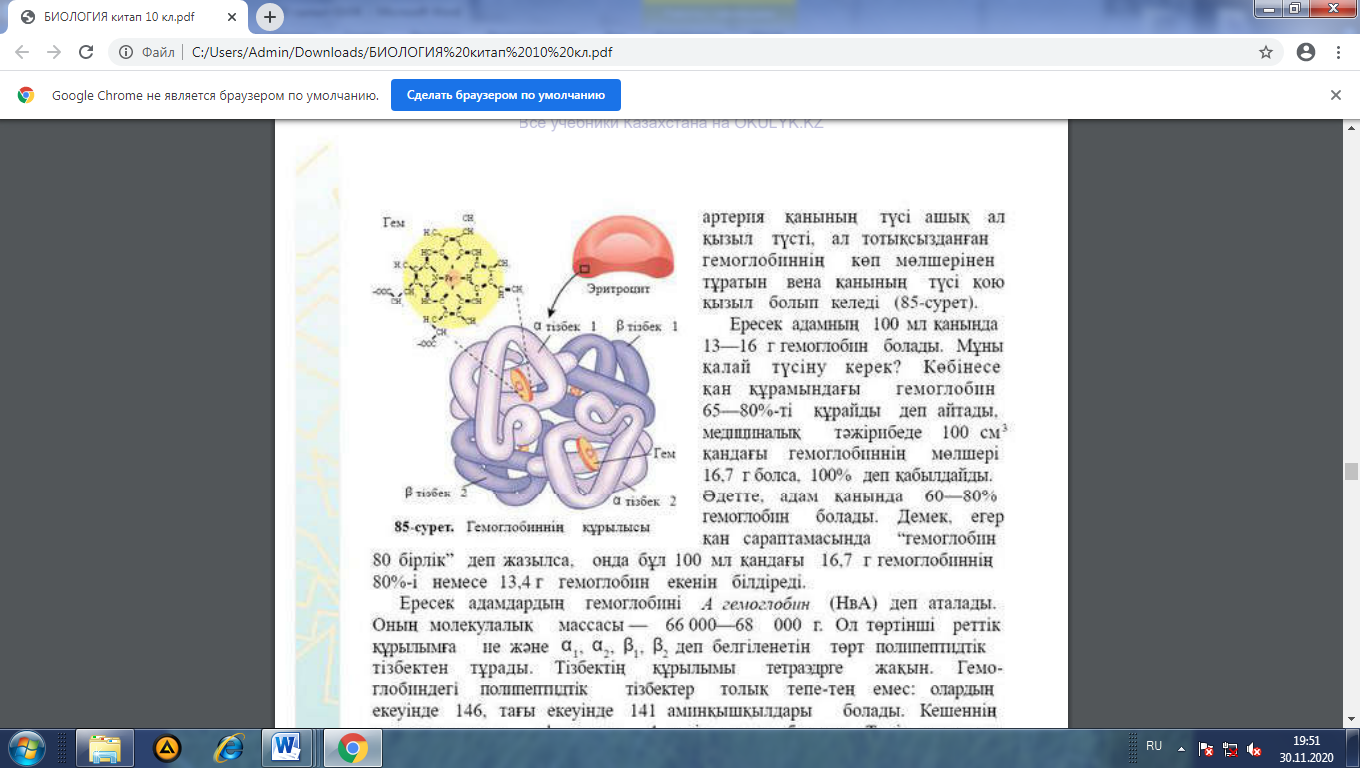 БИОЛОГИЯ китап 10 кл.pdf
Файл C:/Users/Admin/Downloads/БИОЛОГИЯ%20китап%2010%20кл.pdf
Google Chrome не является браузером по умолчанию. Сделать браузером по умолчанию
Все учебники Казахстана на OKULYK.KZ
Гем
Эритроцит
α тізбек 1 β тізбек 1
Гем
β тізбек 2
α тізбек 2
85-сурет. Гемоглобиннің құрылысы
артерия қанының түсі ашық ал
қызыл түсті, ал тотықсызданған
гемоглобиннің көп мөлшерінен
тұратын вена қанының түсі қою
қызыл болып келеді (85-сурет).
Ересек адамның 100 мл қанында
13—16 г гемоглобин болады. Мұны
қалай түсіну керек? Көбінесе
қан құрамындағы гемоглобин
65—80%-ті құрайды деп айтады,
медициналық тәжірибеде 100 см³
қандағы гемоглобиннің мөлшері
16,7 г болса, 100% деп қабылдайды.
Әдетте, адам қанында 60—80%
гемоглобин болады. Демек, егер
қан сараптамасында “гемоглобин
80 бірлік” деп жазылса, онда бұл 100 мл қандағы 16,7 г гемоглобиннің
80%-і немесе 13,4 г гемоглобин екенін білдіреді.
Ересек адамдардың гемоглобині А гемоглобин (НвА) деп аталады.
Оның молекулалық массасы — 66 000—68 000 г. Ол төртінші реттік
құрылымға ие және α₁, α₂, β₁, β₂ деп белгіленетін төрт полипептидтік
тізбектен тұрады. Тізбектің құрылымы тетраэдрге жақын. Гемо-
глобиндегі полипептидтік тізбектер толық тепе-тең емес: олардың
екеуінде 146, тағы екеуінде 141 аминқышқылдары болады. Кешеннің
RU
19:51
30.11.2020